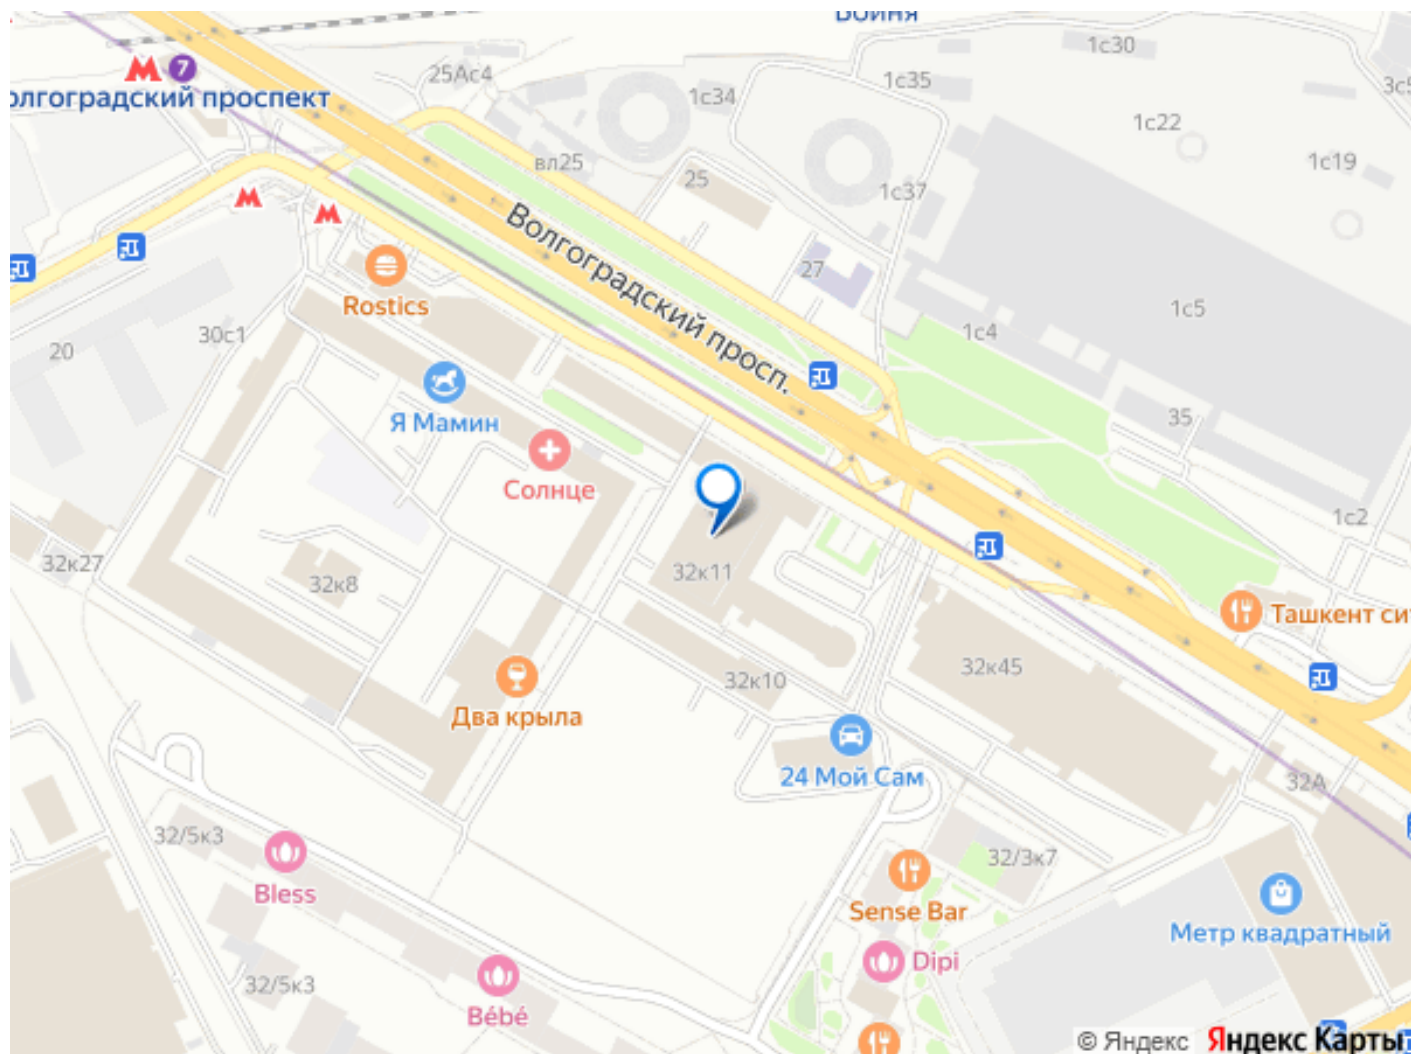 Бойня
1с30
25Ас4
1с35
1с34
7
олгоградский проспект
1с22
вл25
25
1с37
1с19
Волгоградский просп.
27
Rostics
1с5
1с4
30с1
20
Я Мамин
35
Солнце
1с2
32к27
32к8
32к11
Ташкент си
32к45
32к10
Два крыла
24 Мой Сам
32А
32/5к3
32/3к7
Bless
Sense Bar
Метр квадратный
Dipi
32/5к3
Bébé
© Яндекс Яндекс Карты